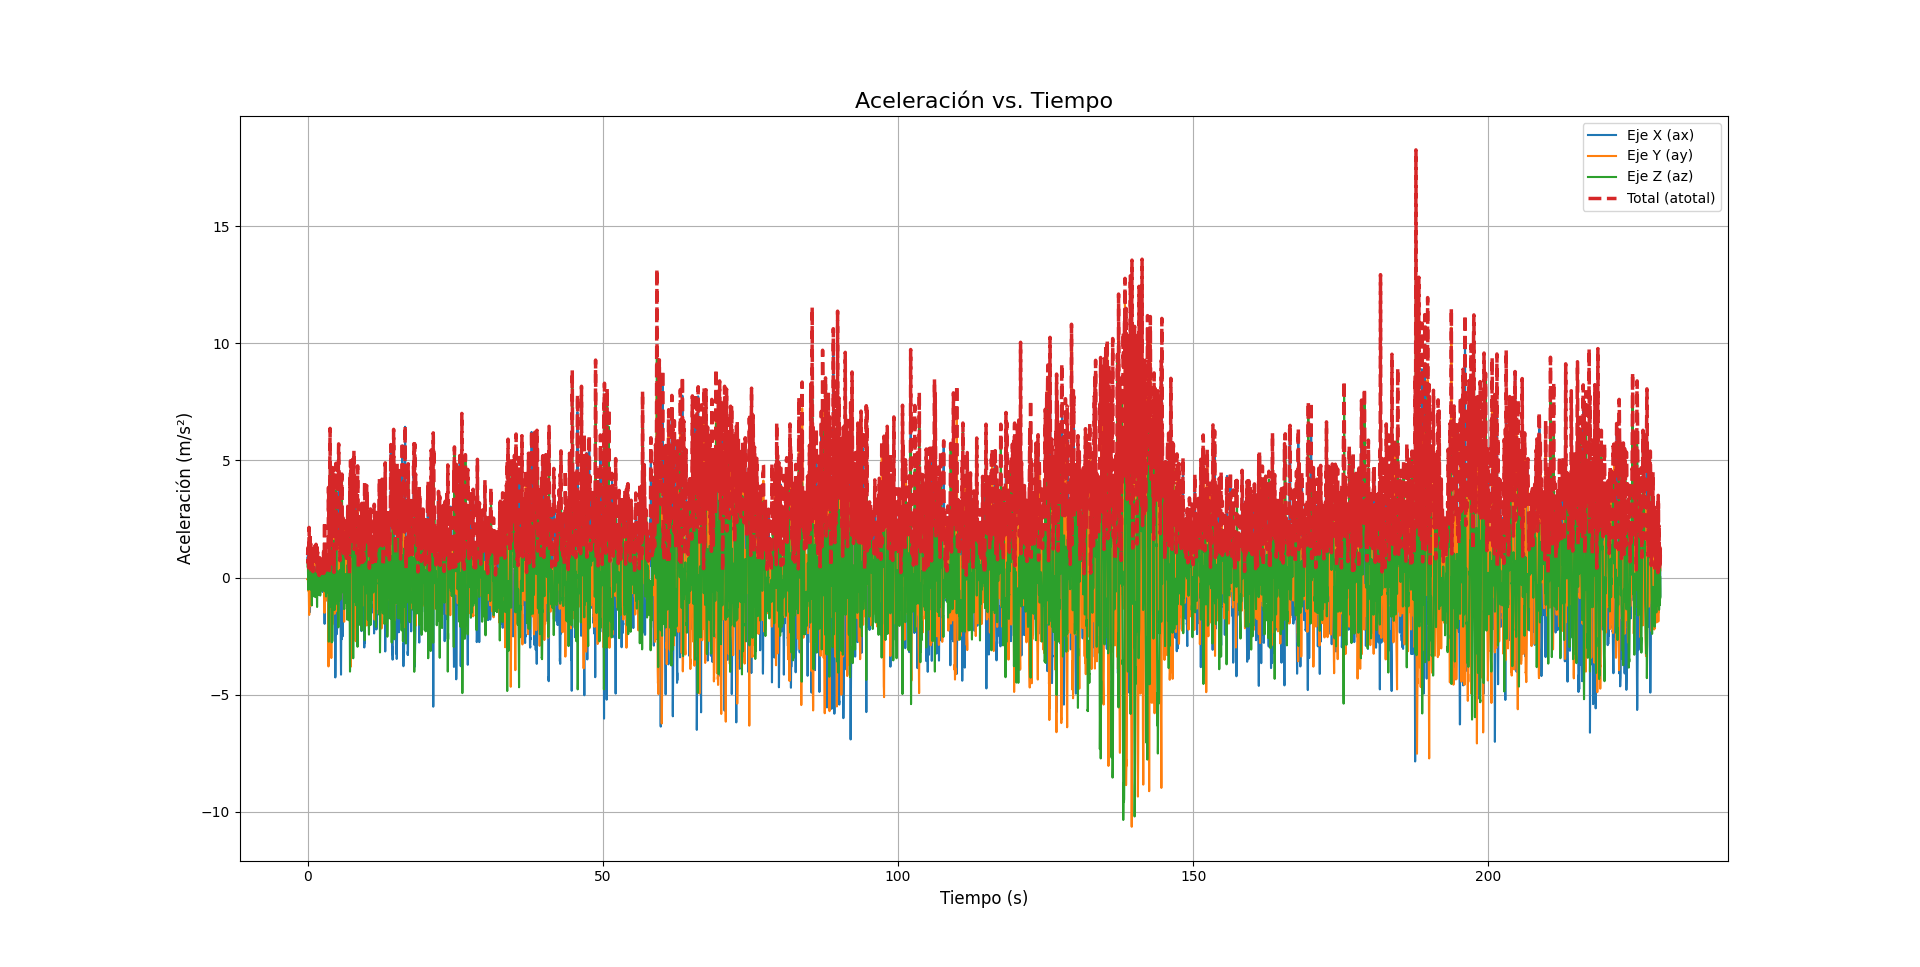 Aceleración vs. Tiempo
Eje X (ax)
Eje Y (ay)
Eje Z (az)
Total (atotal)
Aceleración (m/s²)
15
10
5
0
−5
−10
0 50 100 150 200
Tiempo (s)